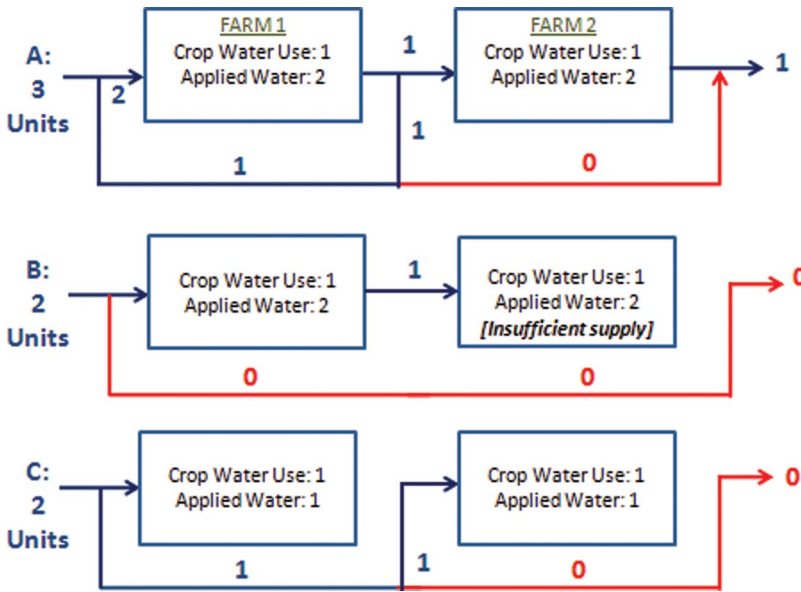 FARM 1
Crop Water Use: 1
Applied Water: 2
FARM 2
Crop Water Use: 1
Applied Water: 2
A:
3
Units
2
1
1
1
0
1
B:
2
Units
Crop Water Use: 1
Applied Water: 2
1
Crop Water Use: 1
Applied Water: 2
[Insufficient supply]
0
0
0
C:
2
Units
Crop Water Use: 1
Applied Water: 1
Crop Water Use: 1
Applied Water: 1
1
1
0
0